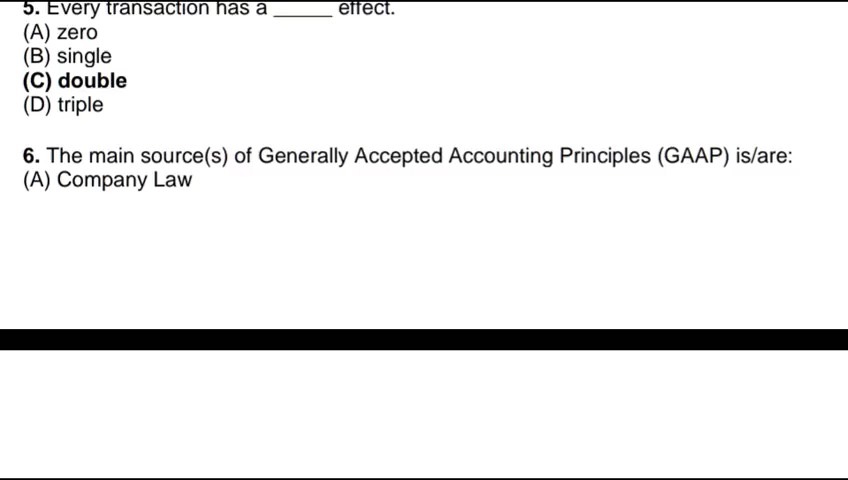 5. Every transaction has a _____ effect.
(A) zero
(B) single
(C) double
(D) triple
6. The main source(s) of Generally Accepted Accounting Principles (GAAP) is/are:
(A) Company Law